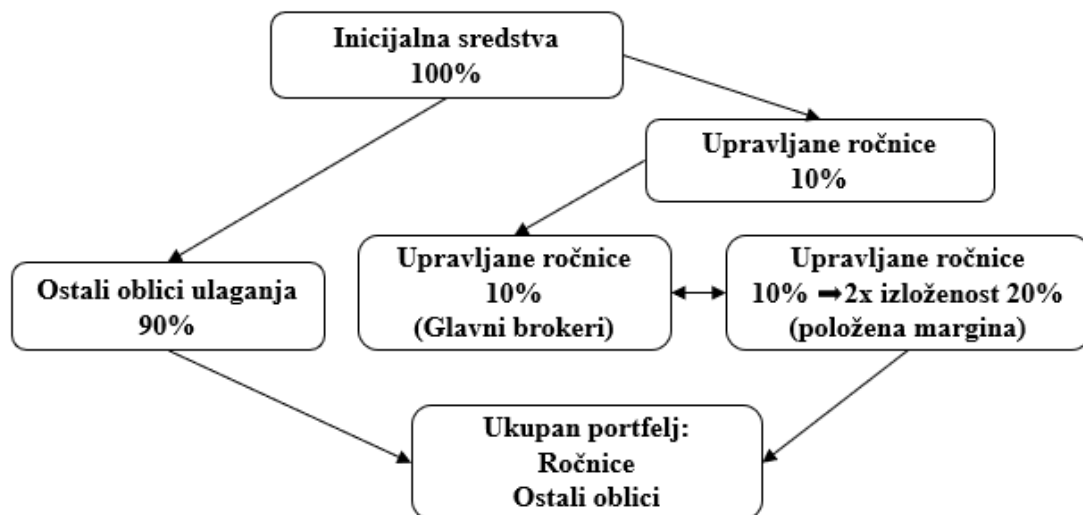 Inicijalna sredstva
100%
Upravljane ročnice
10%
Ostali oblici ulaganja
90%
Upravljane ročnice
10%
(Glavni brokeri)
Upravljane ročnice
10% ➡2x izloženost 20%
(položena margina)
Ukupan portfelj:
Ročnice
Ostali oblici